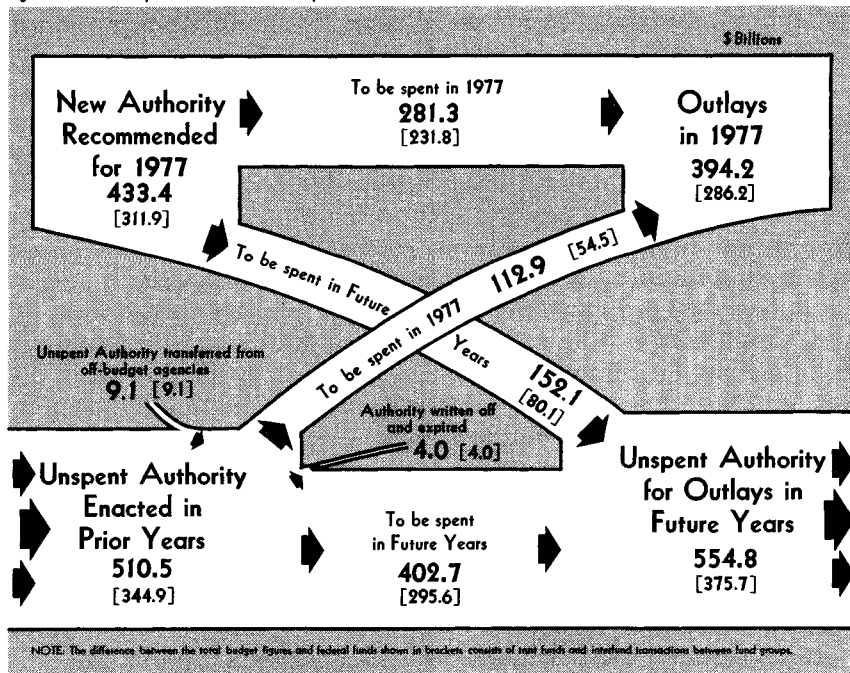 $ Billions
New Authority
Recommended
for 1977
433.4
[311.9]
To be spent in 1977
281.3
[231.8]
Outlays
in 1977
394.2
[286.2]
To be spent in Future Years
152.1
[80.1]
To be spent in 1977 112.9 [54.5]
Unspent Authority transferred from
off-budget agencies
9.1 [9.1]
Authority written off
and expired
4.0 [4.0]
Unspent Authority
Enacted in
Prior Years
510.5
[344.9]
To be spent
in Future Years
402.7
[295.6]
Unspent Authority
for Outlays in
Future Years
554.8
[375.7]
NOTE: The difference between the total budget figures and federal funds shown in brackets consists of trust funds and interfund transactions between fund groups.